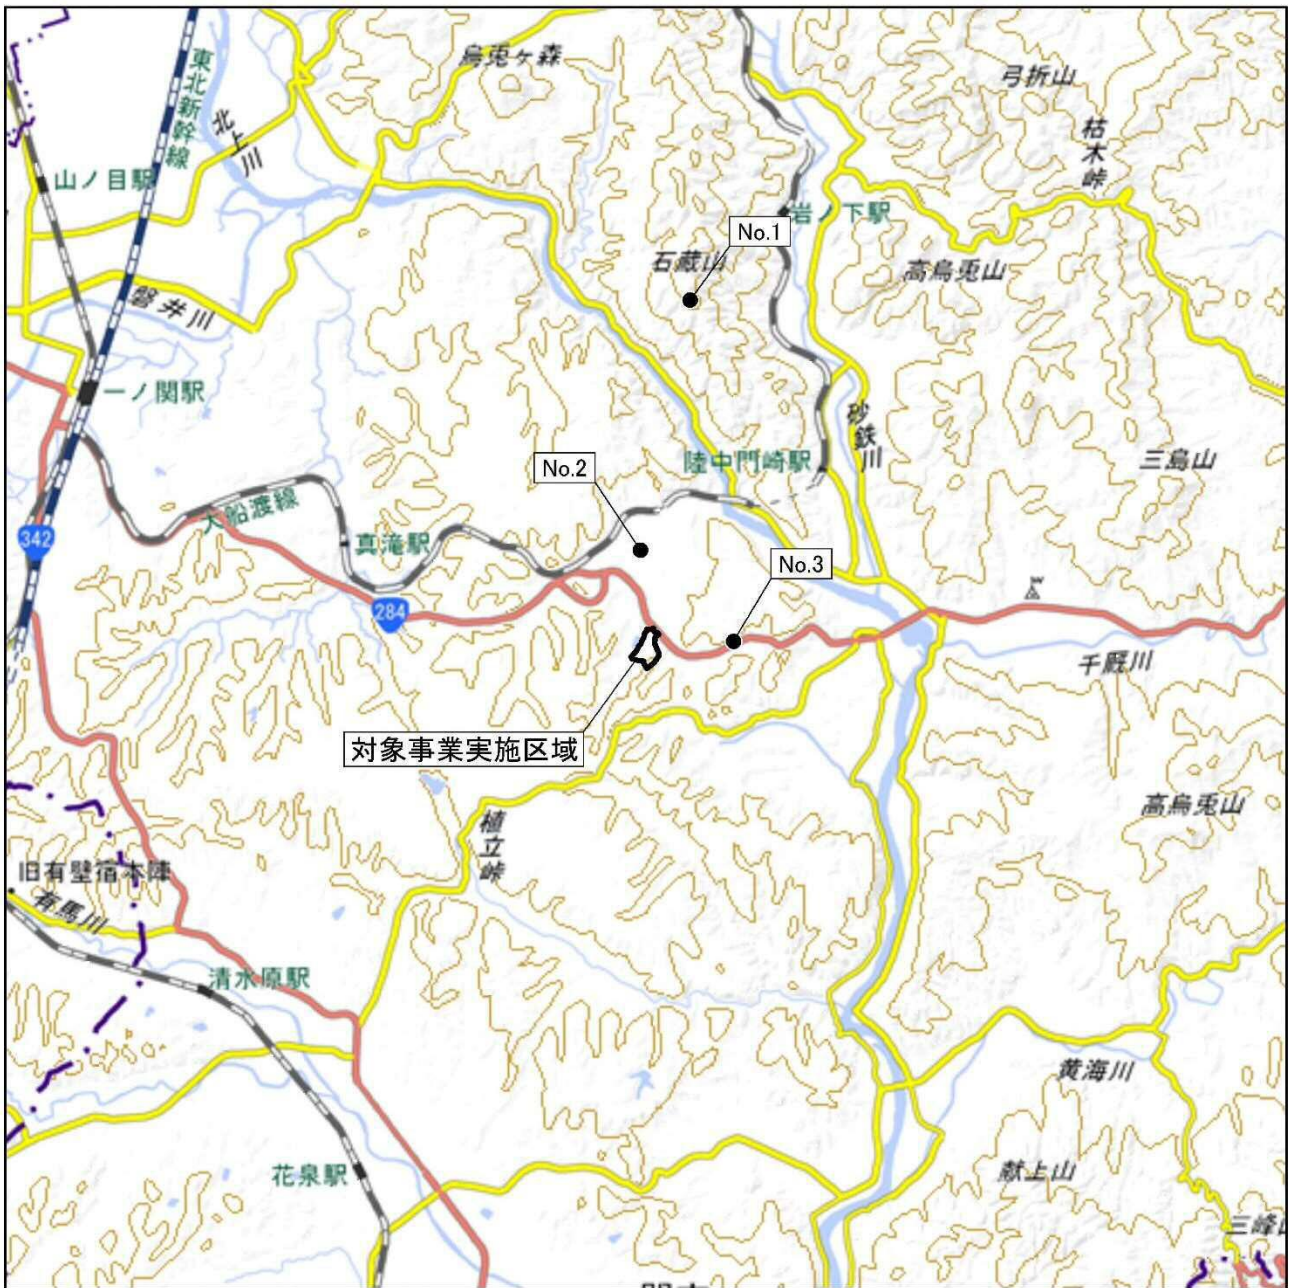 烏兎ヶ森
弓折山
東北新幹線
北上川
枯木峠
山ノ目駅
岩ノ下駅
No.1
石蔵山
高烏兎山
磐井川
一ノ関駅
砂鉄川
三島山
陸中門崎駅
No.2
大船渡線
342
真滝駅
No.3
284
千厩川
対象事業実施区域
高烏兎山
植立峠
旧有壁宿本陣
有馬川
清水原駅
黄海川
花泉駅
献上山
三峰山